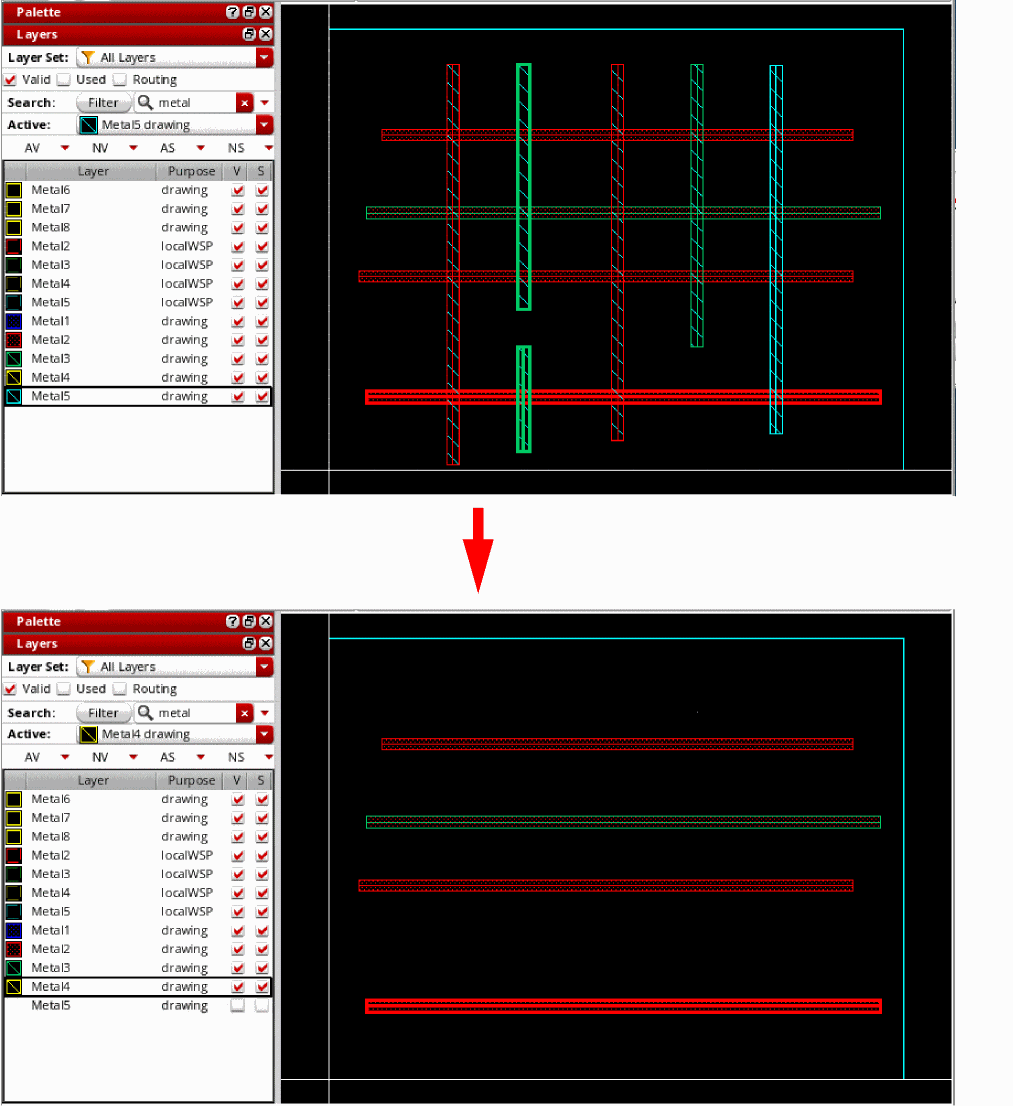 Palette
Layers
Layer Set: All Layers
Valid Used Routing
Search: Filter metal
Active: Metal5 drawing
AV NV AS NS
Layer Purpose V S
Metal6 drawing
Metal7 drawing
Metal8 drawing
Metal2 localWSP
Metal3 localWSP
Metal4 localWSP
Metal5 localWSP
Metal1 drawing
Metal2 drawing
Metal3 drawing
Metal4 drawing
Metal5 drawing
Palette
Layers
Layer Set: All Layers
Valid Used Routing
Search: Filter metal
Active: Metal4 drawing
AV NV AS NS
Layer Purpose V S
Metal6 drawing
Metal7 drawing
Metal8 drawing
Metal2 localWSP
Metal3 localWSP
Metal4 localWSP
Metal5 localWSP
Metal1 drawing
Metal2 drawing
Metal3 drawing
Metal4 drawing
Metal5 drawing